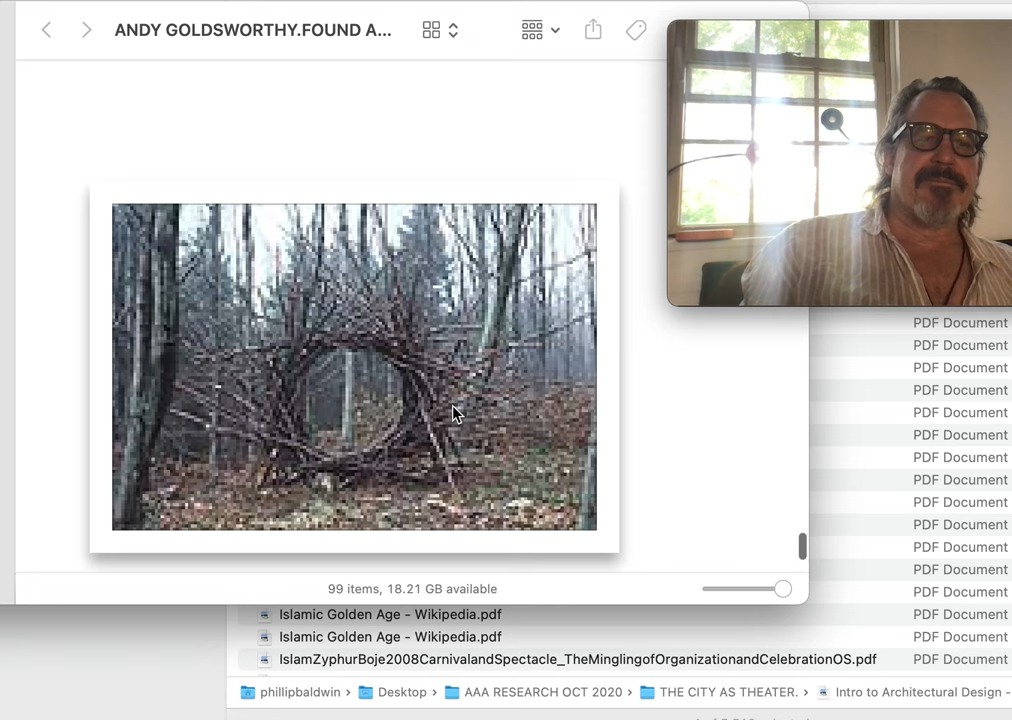 ANDY GOLDSWORTHY.FOUND A...
PDF Document
PDF Document
PDF Document
PDF Document
PDF Document
PDF Document
PDF Document
PDF Document
PDF Document
PDF Document
PDF Document
PDF Document
PDF Document
99 items, 18.21 GB available
Islamic Golden Age - Wikipedia.pdf PDF Document
Islamic Golden Age - Wikipedia.pdf PDF Document
IslamZyphurBoje2008CarnivalandSpectacle_TheMinglingofOrganizationandCelebrationOS.pdf PDF Document
phillipbaldwin › Desktop › AAA RESEARCH OCT 2020 › THE CITY AS THEATER. › Intro to Architectural Design -